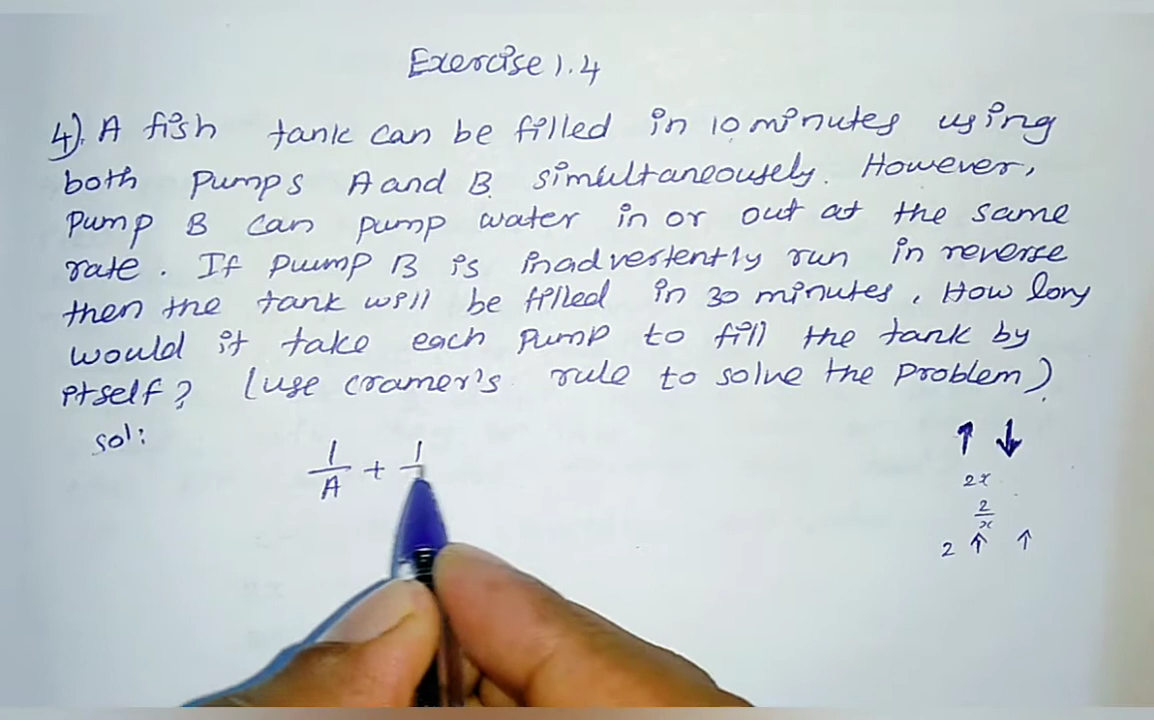 Exercise 1.4
4). A fish tank can be filled in 10 minutes using
both Pumps A and B simultaneously. However,
Pump B can pump water in or out at the same
rate. If pump B is inadvertently run in reverse
then the tank will be filled in 30 minutes. How long
would it take each pump to fill the tank by
itself? (use cramer's rule to solve the problem).
sol:
1/A + 1
↑ ↓
2x
2/x
2 ↑ ↑